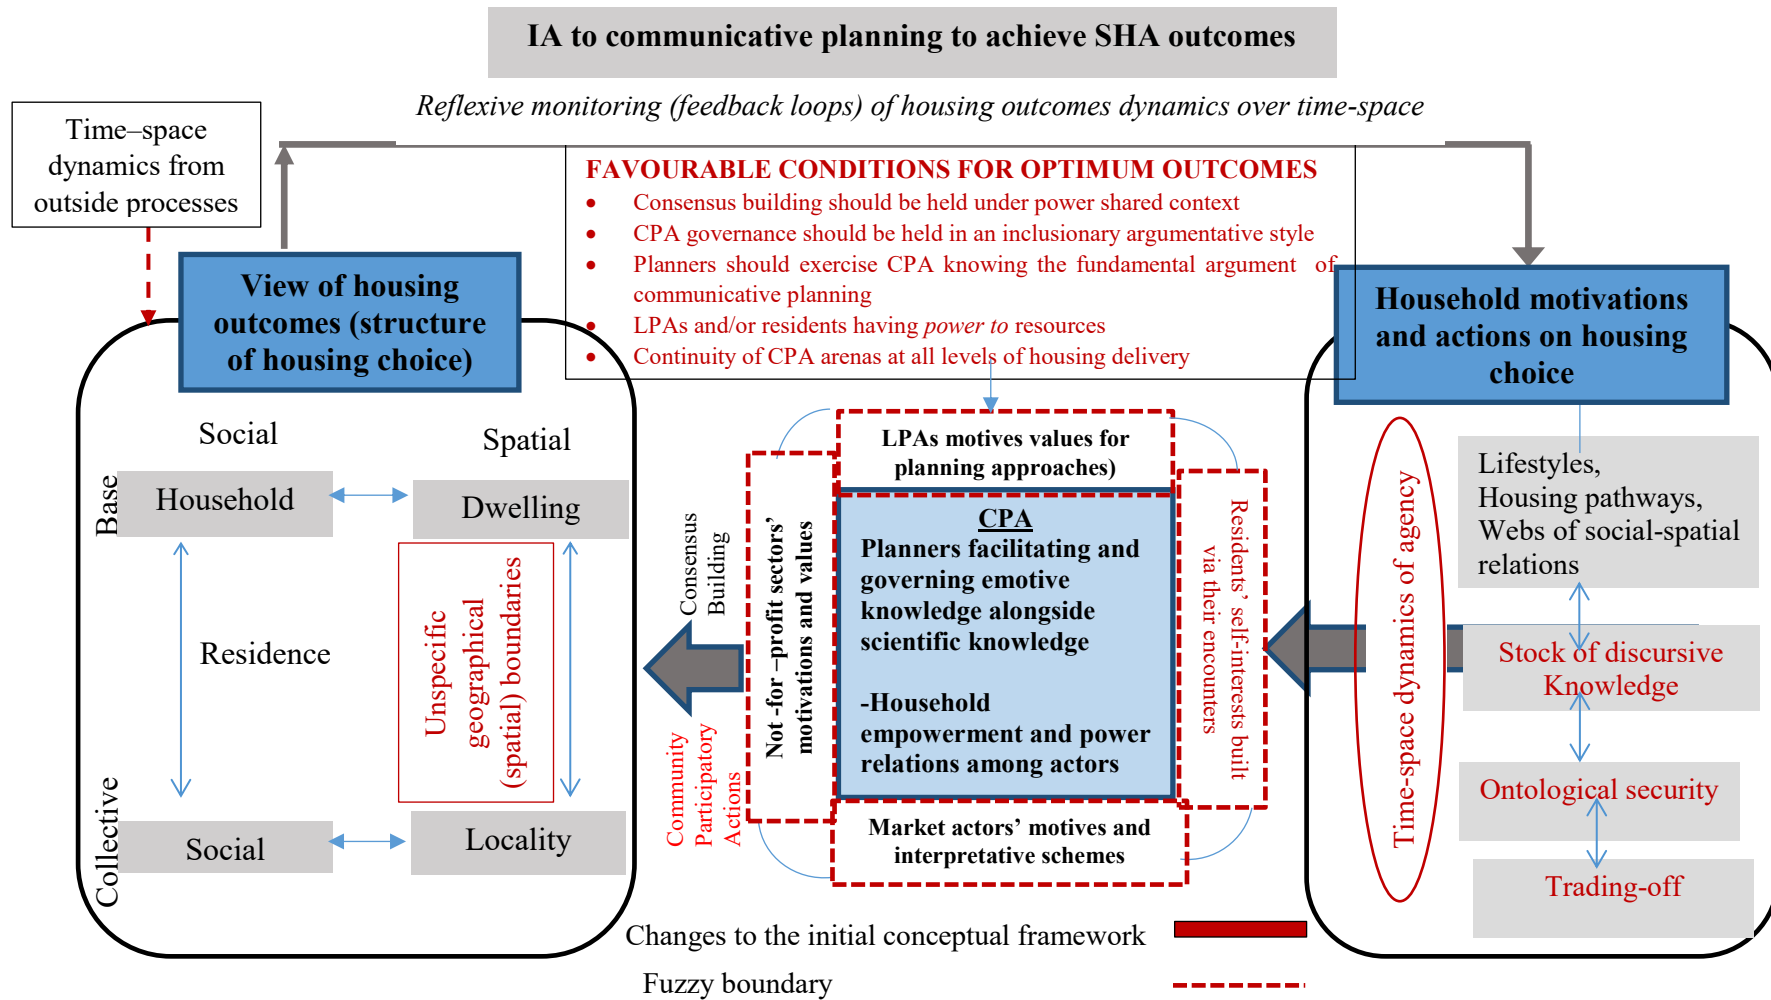 IA to communicative planning to achieve SHA outcomes
Reflexive monitoring (feedback loops) of housing outcomes dynamics over time-space
Time–space
dynamics from
outside processes
FAVOURABLE CONDITIONS FOR OPTIMUM OUTCOMES
• Consensus building should be held under power shared context
• CPA governance should be held in an inclusionary argumentative style
• Planners should exercise CPA knowing the fundamental argument of
communicative planning
• LPAs and/or residents having power to resources
• Continuity of CPA arenas at all levels of housing delivery
View of housing
outcomes (structure
of housing choice)
Social
Spatial
Base
Household
Dwelling
Residence
Unspecific
geographical
(spatial) boundaries
Collective
Social
Locality
Consensus
Building
Community
Participatory
Actions
Not -for –profit sectors’
motivations and values
LPAs motives values for
planning approaches)
CPA
Planners facilitating and
governing emotive
knowledge alongside
scientific knowledge
-Household
empowerment and power
relations among actors
Market actors’ motives and
interpretative schemes
Residents’ self-interests built
via their encounters
Household motivations
and actions on housing
choice
Time-space dynamics of agency
Lifestyles,
Housing pathways,
Webs of social-spatial
relations
Stock of discursive
Knowledge
Ontological security
Trading-off
Changes to the initial conceptual framework
Fuzzy boundary